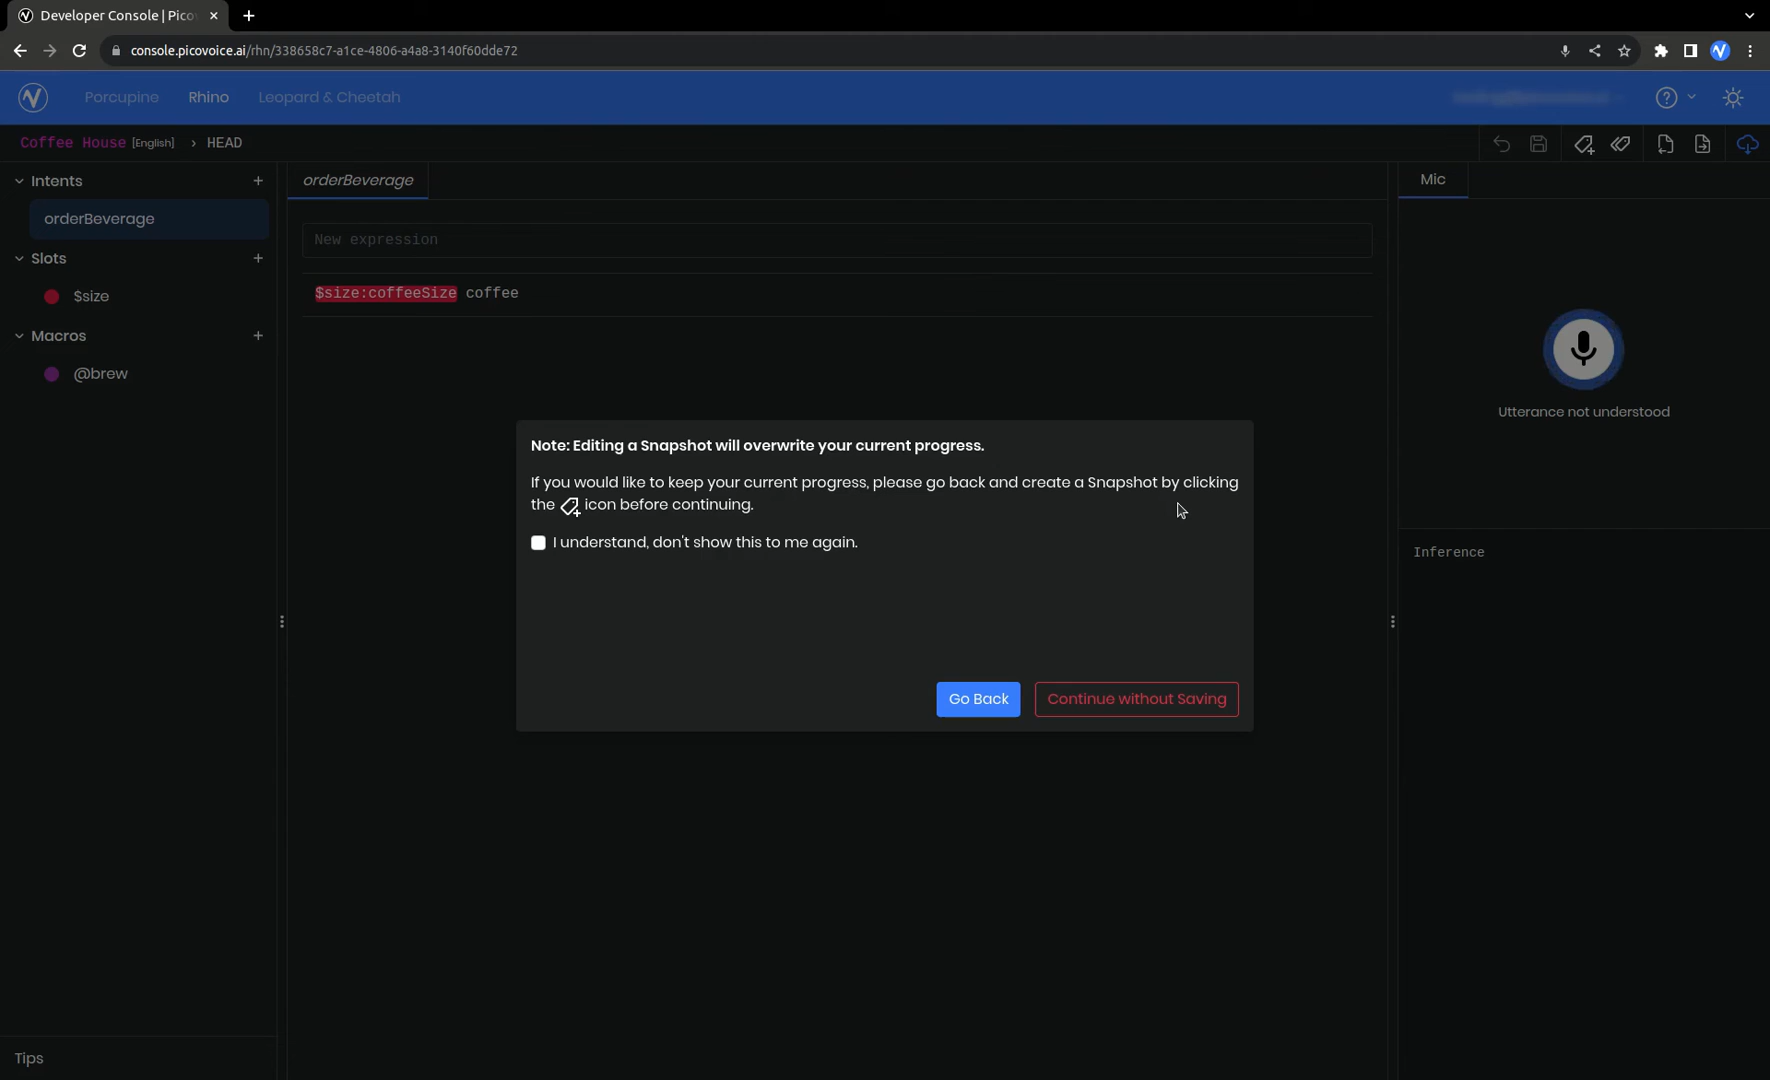 Developer Console | Pico
console.picovoice.ai/rhn/338658c7-a1ce-4806-a4a8-3140f60dde72
Porcupine Rhino Leopard & Cheetah
Coffee House [English] › HEAD
Intents
orderBeverage
Slots
$size
Macros
@brew
Tips
orderBeverage
New expression
$size:coffeeSize coffee
Note: Editing a Snapshot will overwrite your current progress.
If you would like to keep your current progress, please go back and create a Snapshot by clicking
the icon before continuing.
I understand, don't show this to me again.
Go Back Continue without Saving
Mic
Utterance not understood
Inference